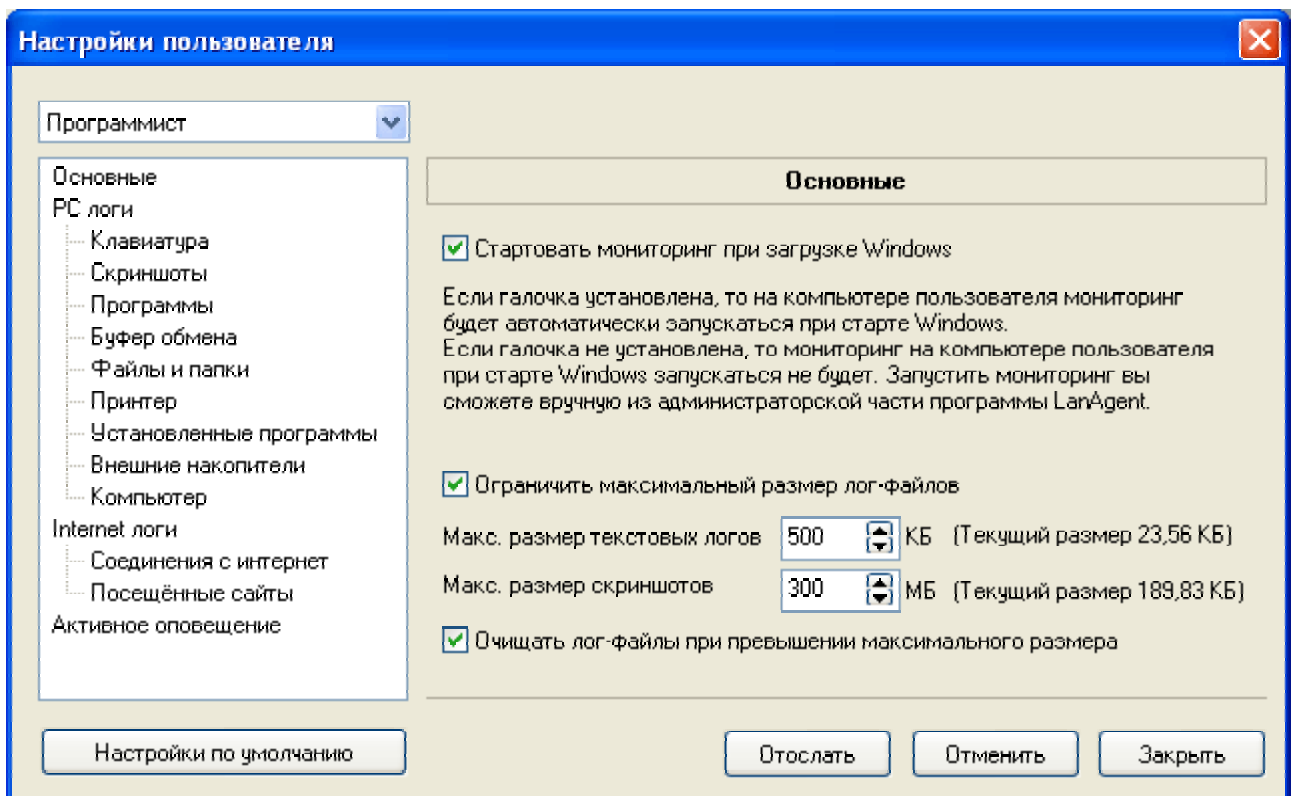 Настройки пользователя
Программист
Основные
PC логи
Клавиатура
Скриншоты
Программы
Буфер обмена
Файлы и папки
Принтер
Установленные программы
Внешние накопители
Компьютер
Internet логи
Соединения с интернет
Посещённые сайты
Активное оповещение
Основные
Стартовать мониторинг при загрузке Windows
Если галочка установлена, то на компьютере пользователя мониторинг
будет автоматически запускаться при старте Windows.
Если галочка не установлена, то мониторинг на компьютере пользователя
при старте Windows запускаться не будет. Запустить мониторинг вы
сможете вручную из администраторской части программы LanAgent.
Ограничить максимальный размер лог-файлов
Макс. размер текстовых логов 500 КБ (Текущий размер 23,56 КБ)
Макс. размер скриншотов 300 МБ (Текущий размер 189,83 КБ)
Очищать лог-файлы при превышении максимального размера
Настройки по умолчанию Отослать Отменить Закрыть